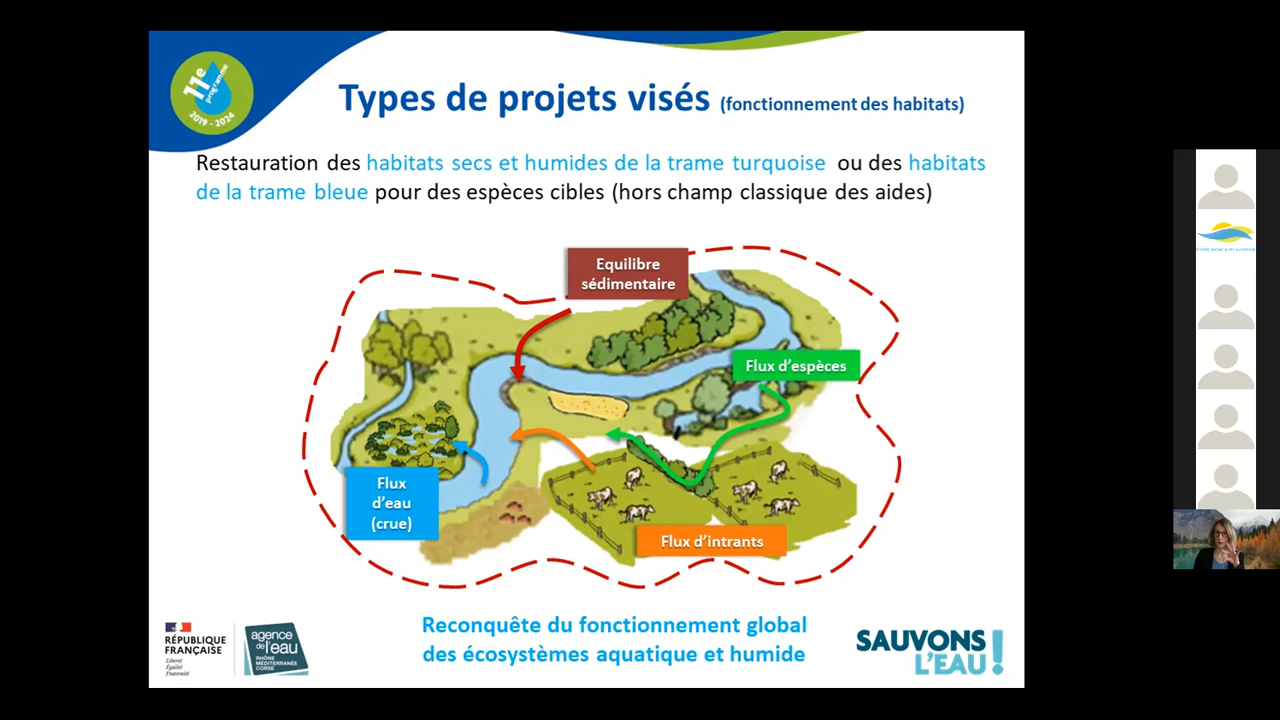 11e
programme
2019 - 2024
Types de projets visés (fonctionnement des habitats)
Restauration des habitats secs et humides de la trame turquoise ou des habitats
de la trame bleue pour des espèces cibles (hors champ classique des aides)
Equilibre
sédimentaire
Flux d'espèces
Flux
d'eau
(crue)
Flux d'intrants
Reconquête du fonctionnement global
des écosystèmes aquatique et humide
RÉPUBLIQUE
FRANÇAISE
Liberté
Égalité
Fraternité
agence
de l'eau
RHÔNE
MÉDITERRANÉE
CORSE
SAUVONS
L'EAU !